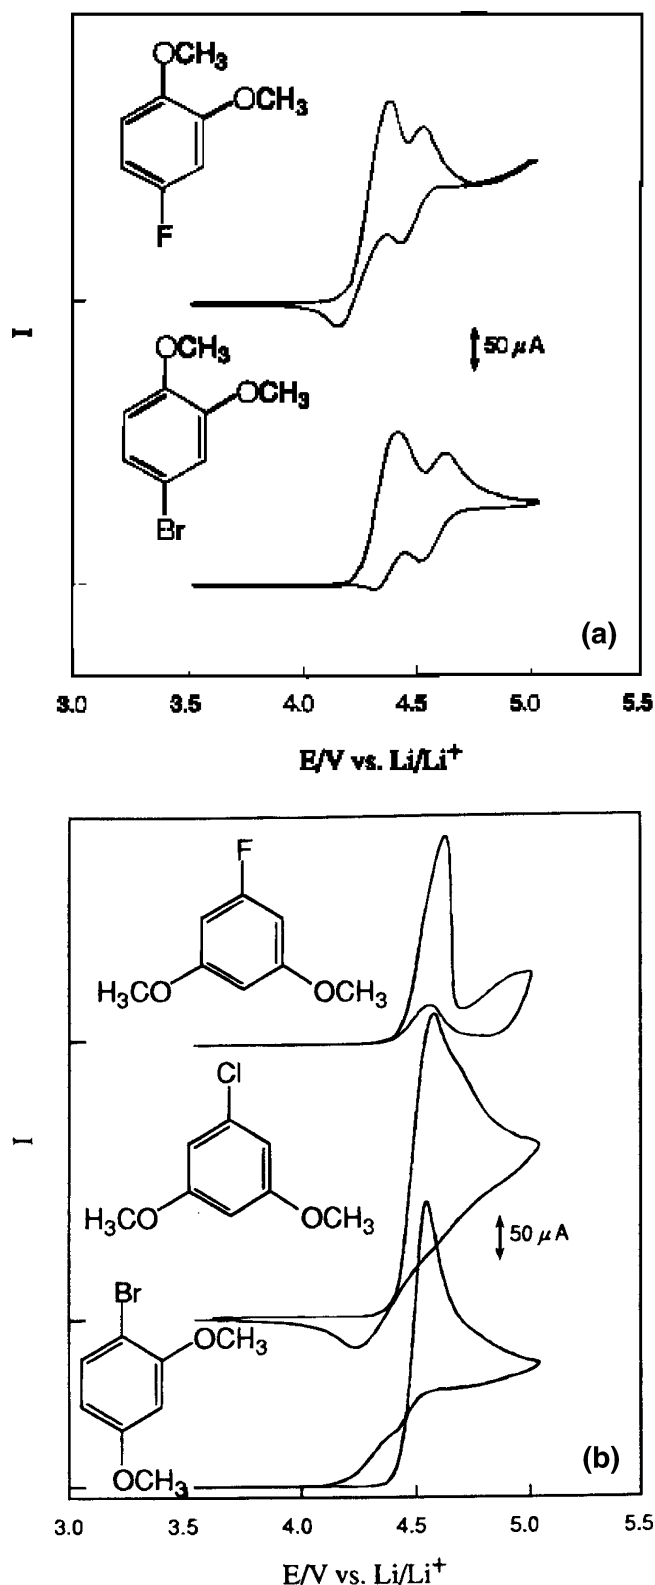 OCH₃
OCH₃
F
I
50 μA
OCH₃
OCH₃
Br
(a)
3.0 3.5 4.0 4.5 5.0 5.5
E/V vs. Li/Li⁺
F
H₃CO OCH₃
Cl
I
H₃CO OCH₃
50 μA
Br
OCH₃
OCH₃
(b)
3.0 3.5 4.0 4.5 5.0 5.5
E/V vs. Li/Li⁺